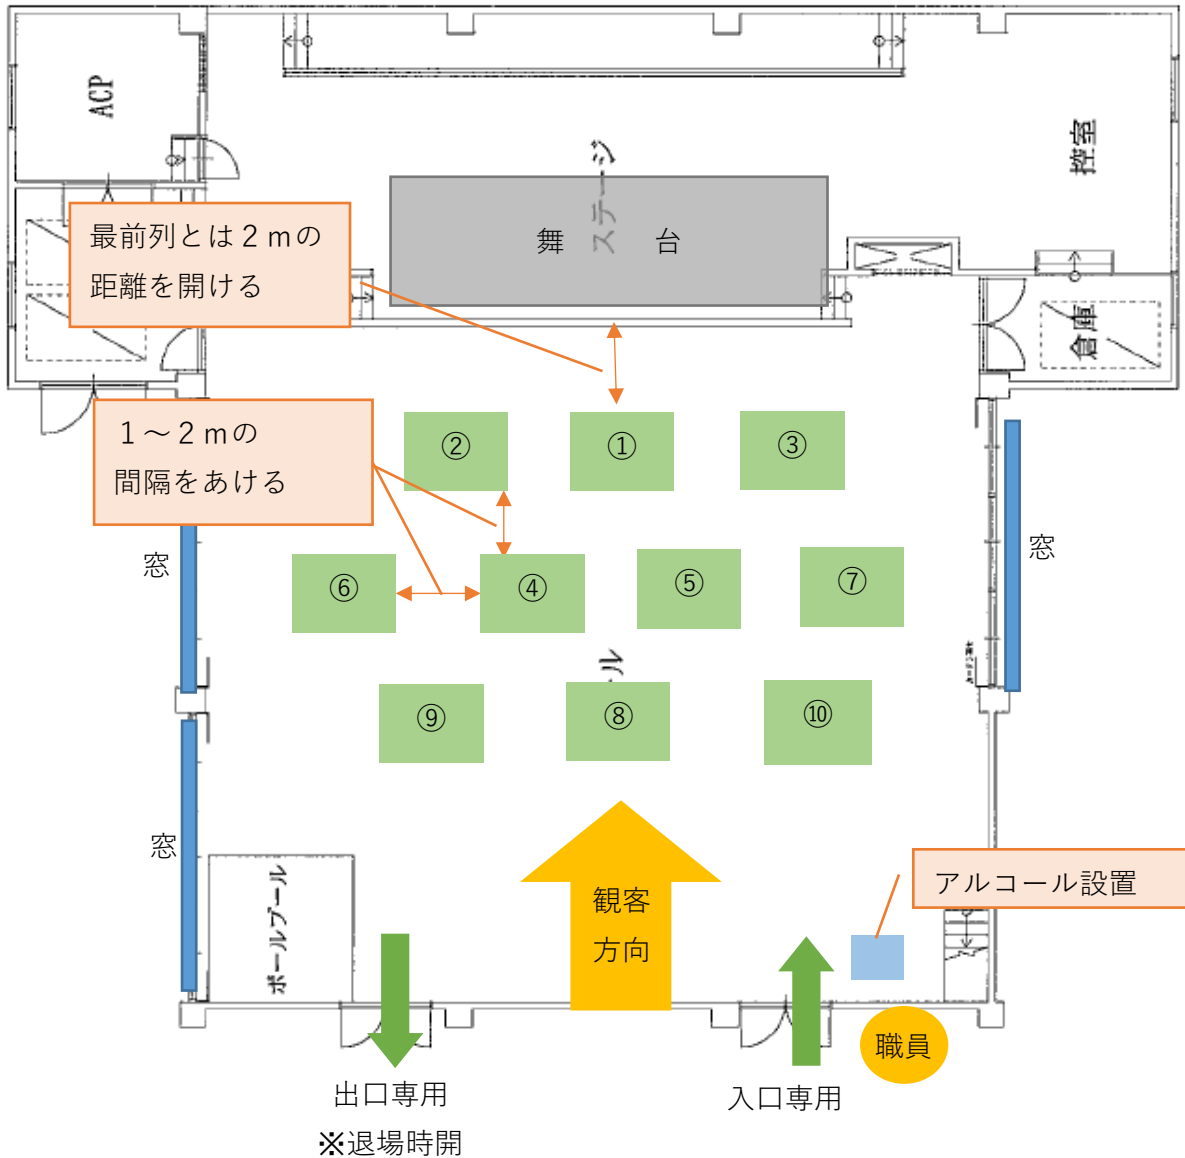 ACP
ステージ
控室
最前列とは２ｍの
距離を開ける
舞　台
倉庫
１～２ｍの
間隔をあける
②
①
③
窓
窓
⑥
④
⑤
⑦
ル
⑨
⑧
⑩
窓
ボールプール
観客
方向
アルコール設置
職員
出口専用
※退場時開
入口専用